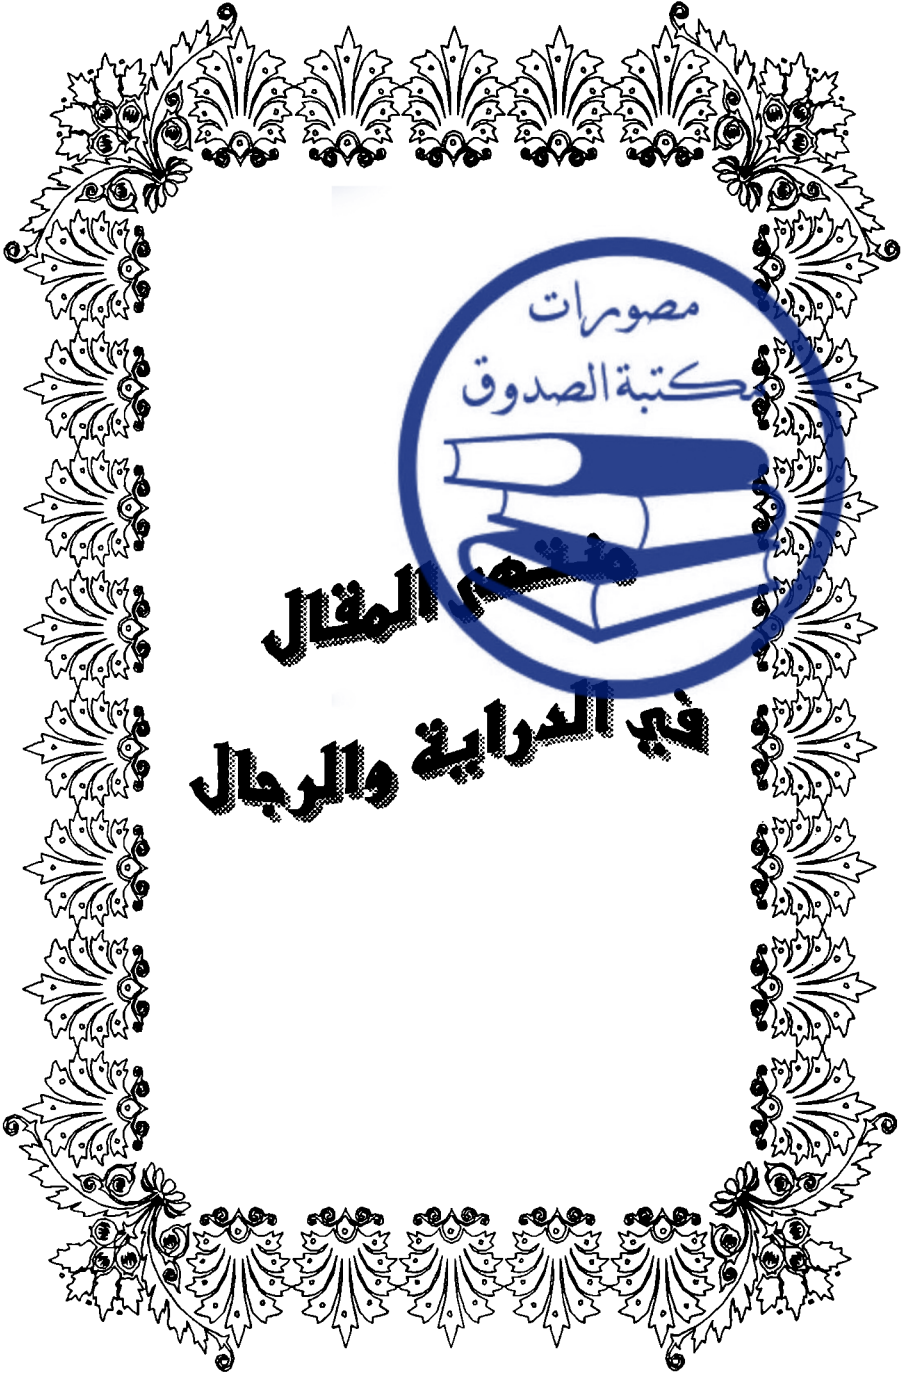 مصورات
مكتبة الصدوق
منتهى المقال
في الدراية والرجال